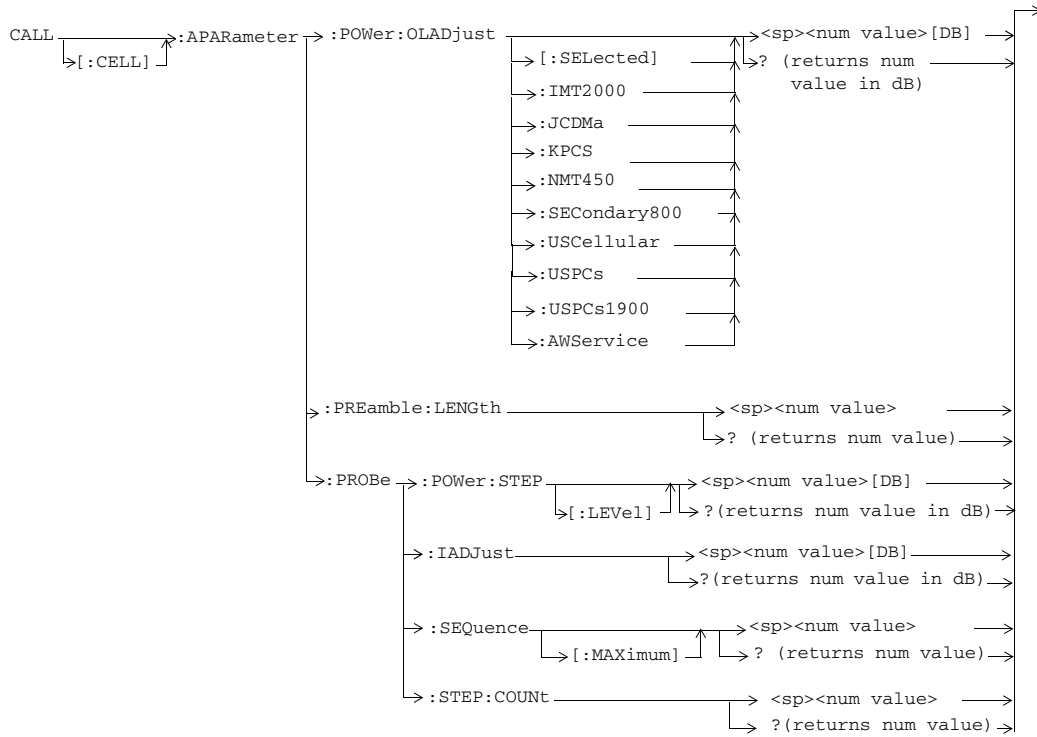 CALL :APARameter :POWer:OLADjust <sp><num value>[DB]
[:CELL] [:SELected] ? (returns num
value in dB)
:IMT2000
:JCDMa
:KPCS
:NMT450
:SECondary800
:USCellular
:USPCs
:USPCs1900
:AWService
:PREamble:LENGth <sp><num value>
? (returns num value)
:PROBe :POWer:STEP <sp><num value>[DB]
[:LEVel] ?(returns num value in dB)
:IADJust <sp><num value>[DB]
?(returns num value in dB)
:SEQuence <sp><num value>
[:MAXimum] ? (returns num value)
:STEP:COUNt <sp><num value>
?(returns num value)